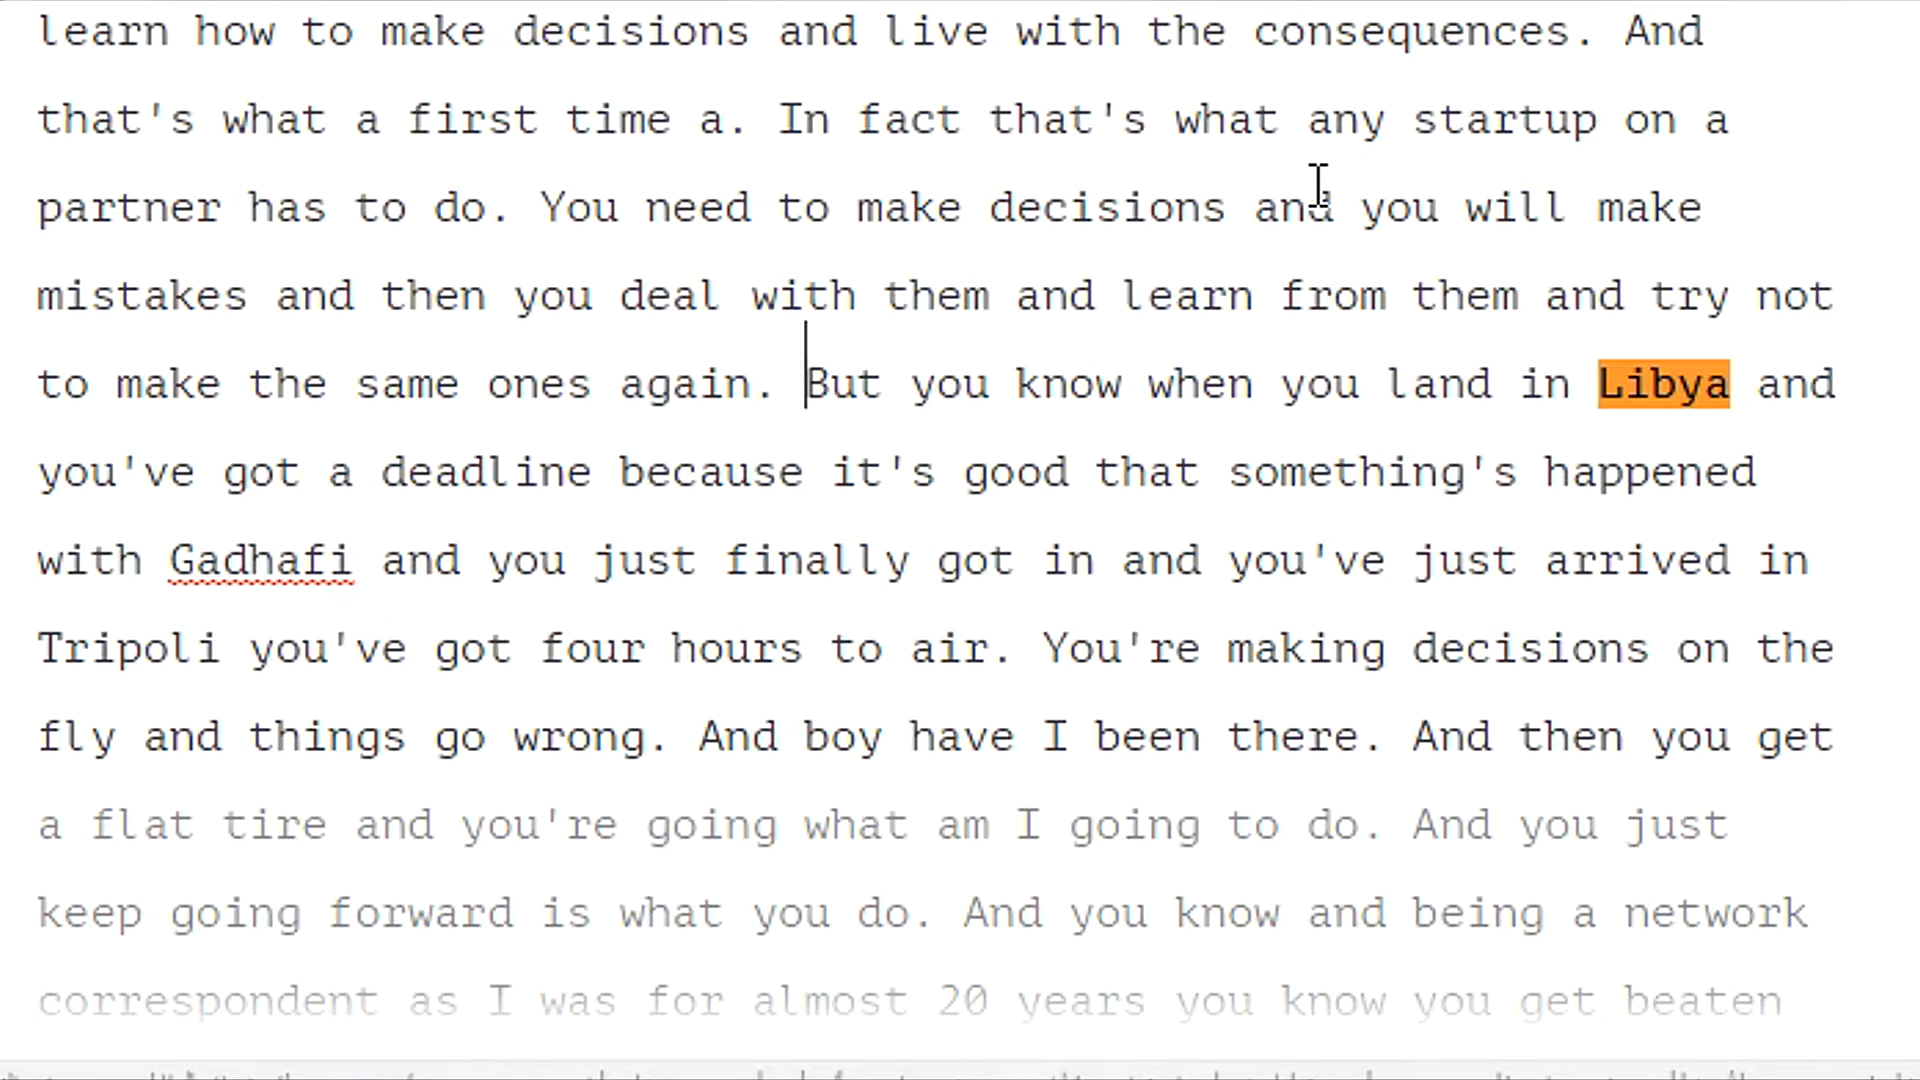 learn how to make decisions and live with the consequences. And
that's what a first time a. In fact that's what any startup on a
partner has to do. You need to make decisions and you will make
mistakes and then you deal with them and learn from them and try not
to make the same ones again. But you know when you land in Libya and
you've got a deadline because it's good that something's happened
with Gadhafi and you just finally got in and you've just arrived in
Tripoli you've got four hours to air. You're making decisions on the
fly and things go wrong. And boy have I been there. And then you get
a flat tire and you're going what am I going to do. And you just
keep going forward is what you do. And you know and being a network
correspondent as I was for almost 20 years you know you get beaten